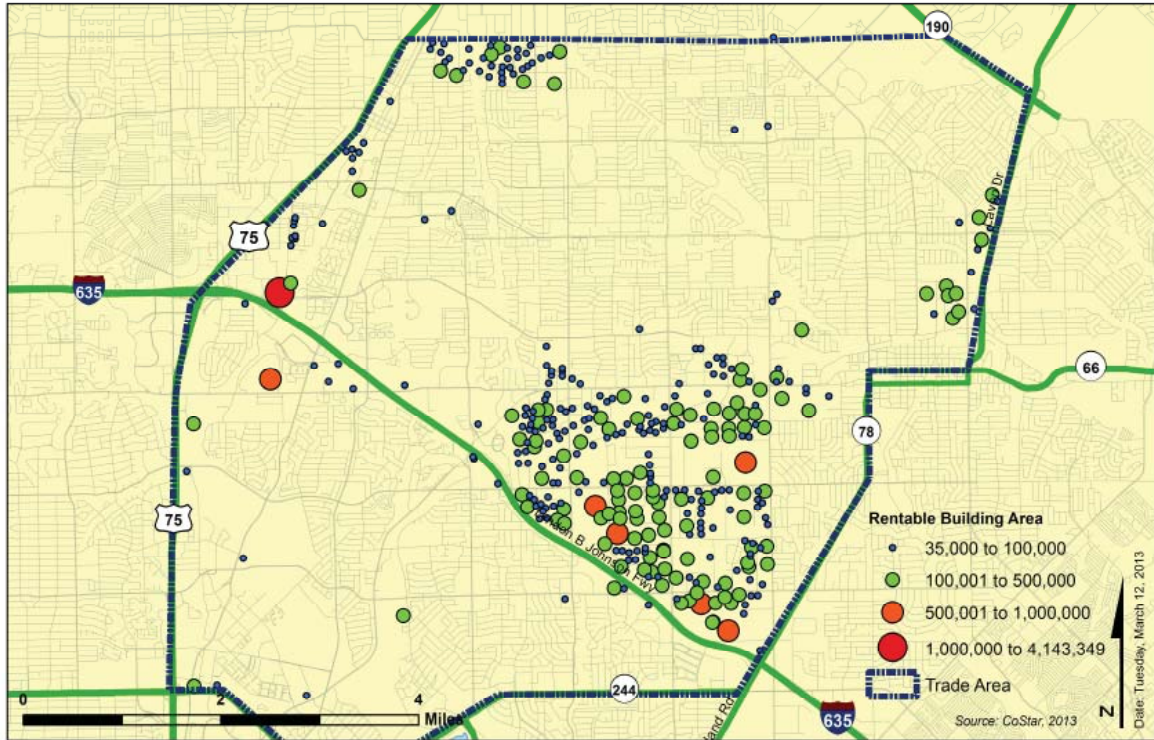 190
Lavon Dr
75
635
66
78
75
Lyndon B Johnson Fwy
244
635
Rentable Building Area
35,000 to 100,000
100,001 to 500,000
500,001 to 1,000,000
1,000,000 to 4,143,349
Trade Area
Source: CoStar, 2013
Date: Tuesday, March 12, 2013
N
0
2
4
Miles